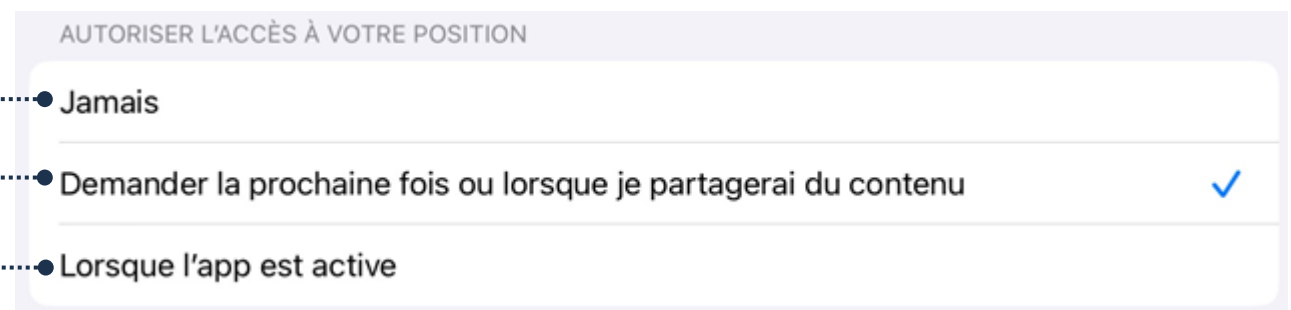 AUTORISER L’ACCÈS À VOTRE POSITION
Jamais
Demander la prochaine fois ou lorsque je partagerai du contenu
Lorsque l’app est active